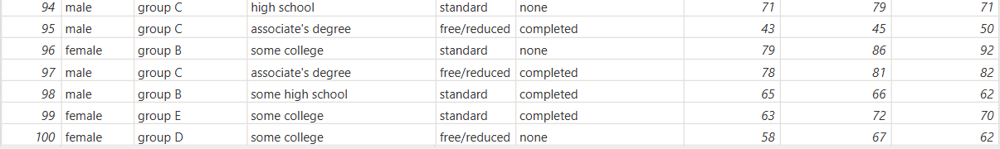 94 male group C high school standard none 71 79 71
95 male group C associate's degree free/reduced completed 43 45 50
96 female group B some college standard none 79 86 92
97 male group C associate's degree free/reduced completed 78 81 82
98 male group B some high school standard completed 65 66 62
99 female group E some college standard completed 63 72 70
100 female group D some college free/reduced none 58 67 62